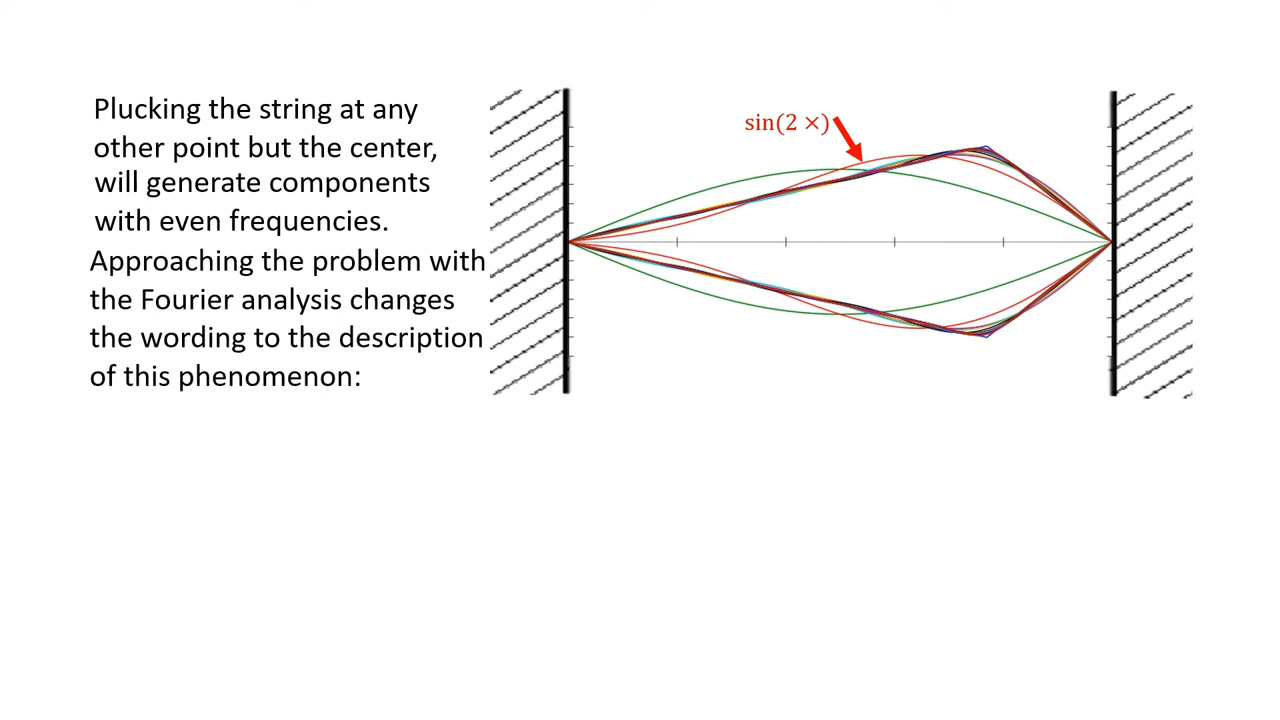 Plucking the string at any
other point but the center,
will generate components
with even frequencies.
Approaching the problem with
the Fourier analysis changes
the wording to the description
of this phenomenon:
sin(2 ×)